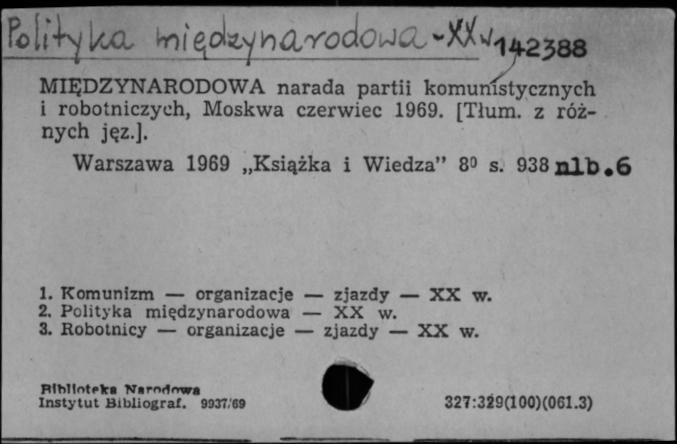 Polityka międzynarodowa - XX w
142388
MIĘDZYNARODOWA narada partii komunistycznych
i robotniczych, Moskwa czerwiec 1969. [Tłum. z róż-
nych jęz.].
Warszawa 1969 „Książka i Wiedza” 8⁰ s. 938 nlb.6
1. Komunizm — organizacje — zjazdy — XX w.
2. Polityka międzynarodowa — XX w.
3. Robotnicy — organizacje — zjazdy — XX w.
Biblioteka Narodowa
Instytut Bibliograf. 9937/69
327:329(100)(061.3)